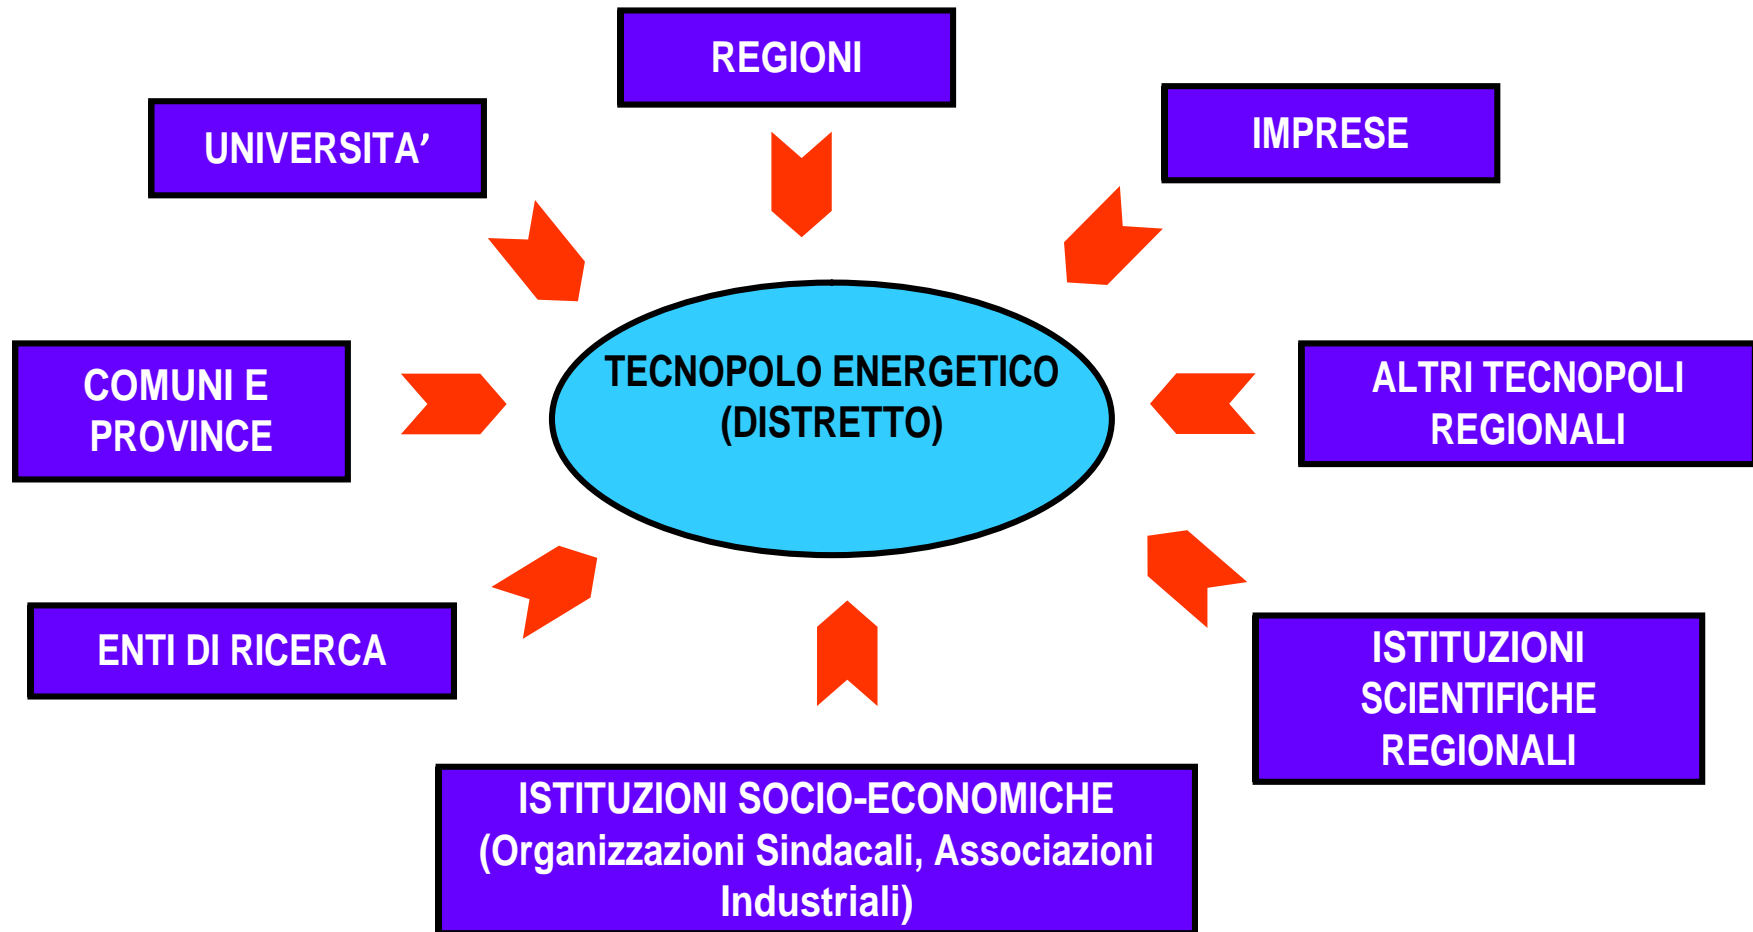 REGIONI
UNIVERSITA’
IMPRESE
TECNOPOLO ENERGETICO
(DISTRETTO)
COMUNI E
PROVINCE
ALTRI TECNOPOLI
REGIONALI
ENTI DI RICERCA
ISTITUZIONI
SCIENTIFICHE
REGIONALI
ISTITUZIONI SOCIO-ECONOMICHE
(Organizzazioni Sindacali, Associazioni
Industriali)